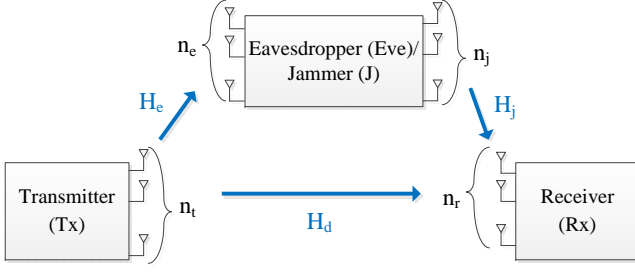 n_e
Eavesdropper (Eve)/
Jammer (J)
n_j
H_e
H_j
Transmitter
(Tx)
n_t
H_d
n_r
Receiver
(Rx)